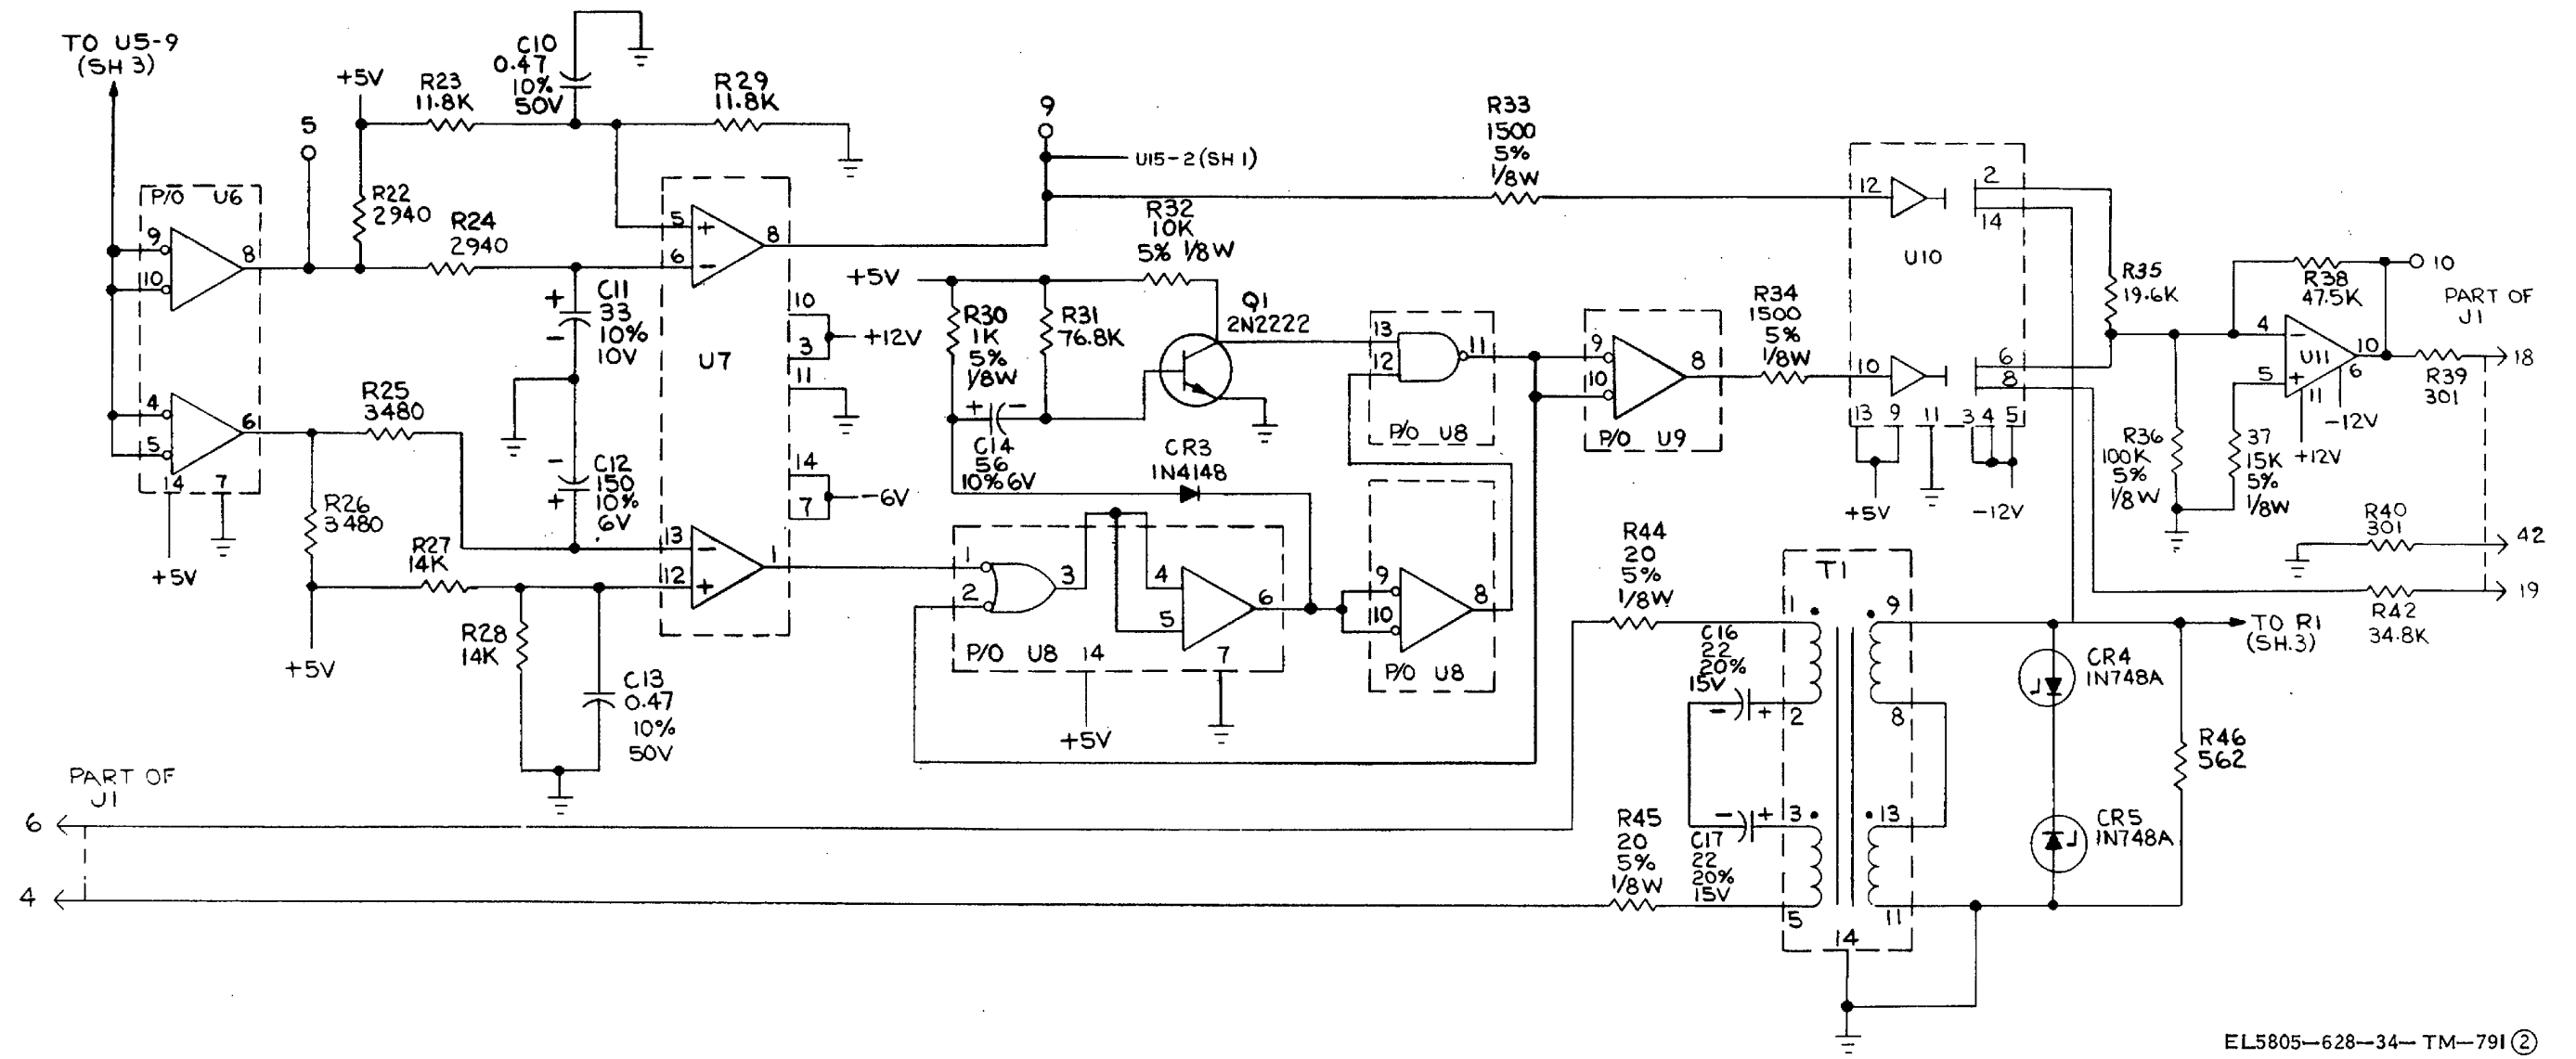 TO U5-9
(SH 3)
+5V
R23
11.8K
C10
0.47
10%
50V
R29
11.8K
5
9
U15-2 (SH 1)
R33
1500
5%
1/8W
P/O U6
9
10
8
4
5
6
14
7
+5V
R22
2940
R24
2940
C11
33
10%
10V
R25
3480
R26
3480
C12
150
10%
6V
R27
14K
R28
14K
C13
0.47
10%
50V
+5V
U7
5
+
6
−
8
10
3
+12V
11
14
7
−6V
13
−
12
+
1
R32
10K
5% 1/8W
+5V
R30
1K
5%
1/8W
R31
76.8K
Q1
2N2222
+ −
C14
56
10% 6V
CR3
1N4148
13
12
11
P/O U8
9
10
8
P/O U9
R34
1500
5%
1/8W
1
2
3
4
5
6
P/O U8
14
7
+5V
9
10
8
P/O U8
12
2
14
U10
10
6
8
13 9 11 3 4 5
+5V
−12V
R35
19.6K
R38
47.5K
10
PART OF
J1
4
−
U11
10
5
+
11
6
−12V
+12V
R39
301
18
R36
100K
5%
1/8W
37
15K
5%
1/8W
R40
301
42
R42
34.8K
19
R44
20
5%
1/8W
T1
1
9
C16
22
20%
15V
− +
2
8
− +
3
13
C17
22
20%
15V
5
11
14
R45
20
5%
1/8W
TO R1
(SH.3)
CR4
1N748A
CR5
1N748A
R46
562
PART OF
J1
6
4
EL5805-628-34-TM-791 ②